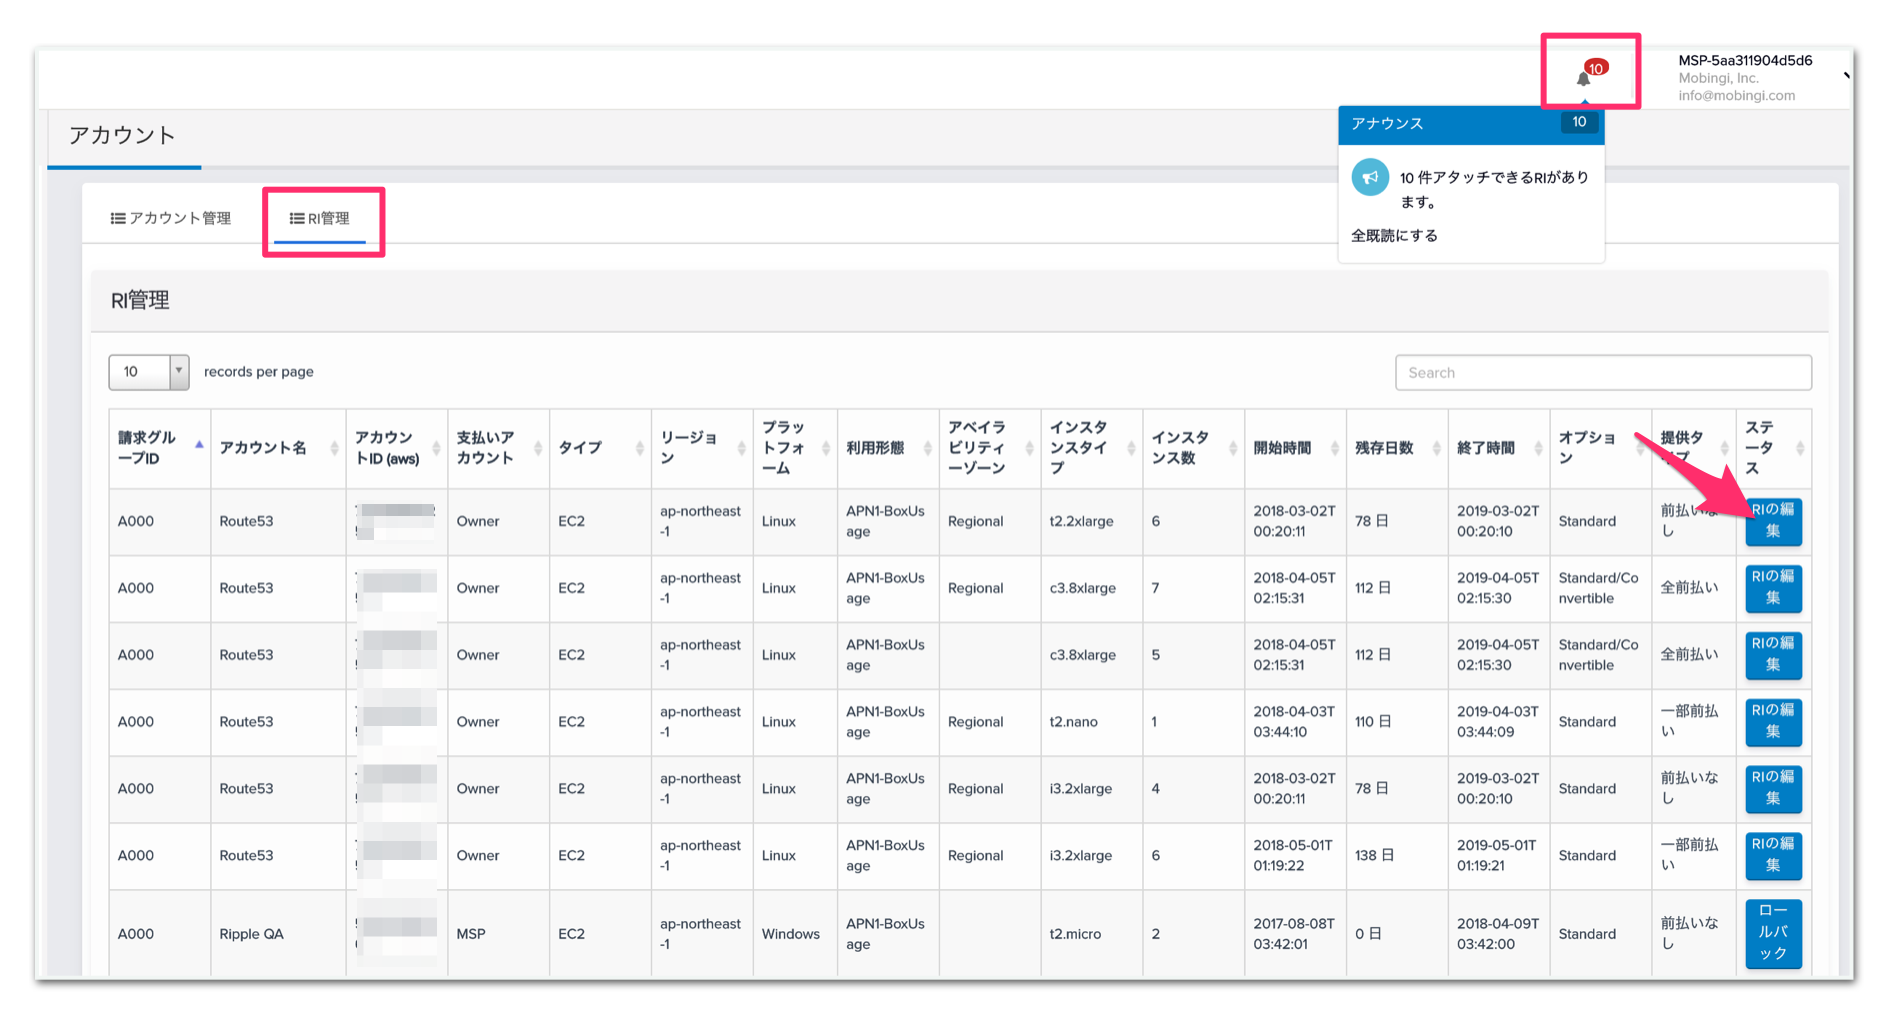 10
MSP-5aa311904d5d6
Mobingi, Inc.
info@mobingi.com
アカウント
アナウンス 10
10 件アタッチできるRIがあり
ます。
全既読にする
アカウント管理 RI管理
RI管理
10 records per page Search
請求グル
ープID
アカウント名
アカウン
トID (aws)
支払いア
カウント
タイプ
リージョ
ン
プラッ
トフォ
ーム
利用形態
アベイラ
ビリティ
ーゾーン
インスタ
ンスタイ
プ
インスタ
ンス数
開始時間
残存日数
終了時間
オプショ
ン
提供タ
プ
ステ
ータ
ス
A000
Route53
Owner
EC2
ap-northeast
-1
Linux
APN1-BoxUs
age
Regional
t2.2xlarge
6
2018-03-02T
00:20:11
78 日
2019-03-02T
00:20:10
Standard
前払いな
し
RIの編
集
A000
Route53
Owner
EC2
ap-northeast
-1
Linux
APN1-BoxUs
age
Regional
c3.8xlarge
7
2018-04-05T
02:15:31
112 日
2019-04-05T
02:15:30
Standard/Co
nvertible
全前払い
RIの編
集
A000
Route53
Owner
EC2
ap-northeast
-1
Linux
APN1-BoxUs
age
c3.8xlarge
5
2018-04-05T
02:15:31
112 日
2019-04-05T
02:15:30
Standard/Co
nvertible
全前払い
RIの編
集
A000
Route53
Owner
EC2
ap-northeast
-1
Linux
APN1-BoxUs
age
Regional
t2.nano
1
2018-04-03T
03:44:10
110 日
2019-04-03T
03:44:09
Standard
一部前払
い
RIの編
集
A000
Route53
Owner
EC2
ap-northeast
-1
Linux
APN1-BoxUs
age
Regional
i3.2xlarge
4
2018-03-02T
00:20:11
78 日
2019-03-02T
00:20:10
Standard
前払いな
し
RIの編
集
A000
Route53
Owner
EC2
ap-northeast
-1
Linux
APN1-BoxUs
age
Regional
i3.2xlarge
6
2018-05-01T
01:19:22
138 日
2019-05-01T
01:19:21
Standard
一部前払
い
RIの編
集
A000
Ripple QA
MSP
EC2
ap-northeast
-1
Windows
APN1-BoxUs
age
t2.micro
2
2017-08-08T
03:42:01
0 日
2018-04-09T
03:42:00
Standard
前払いな
し
ロー
ルバ
ック